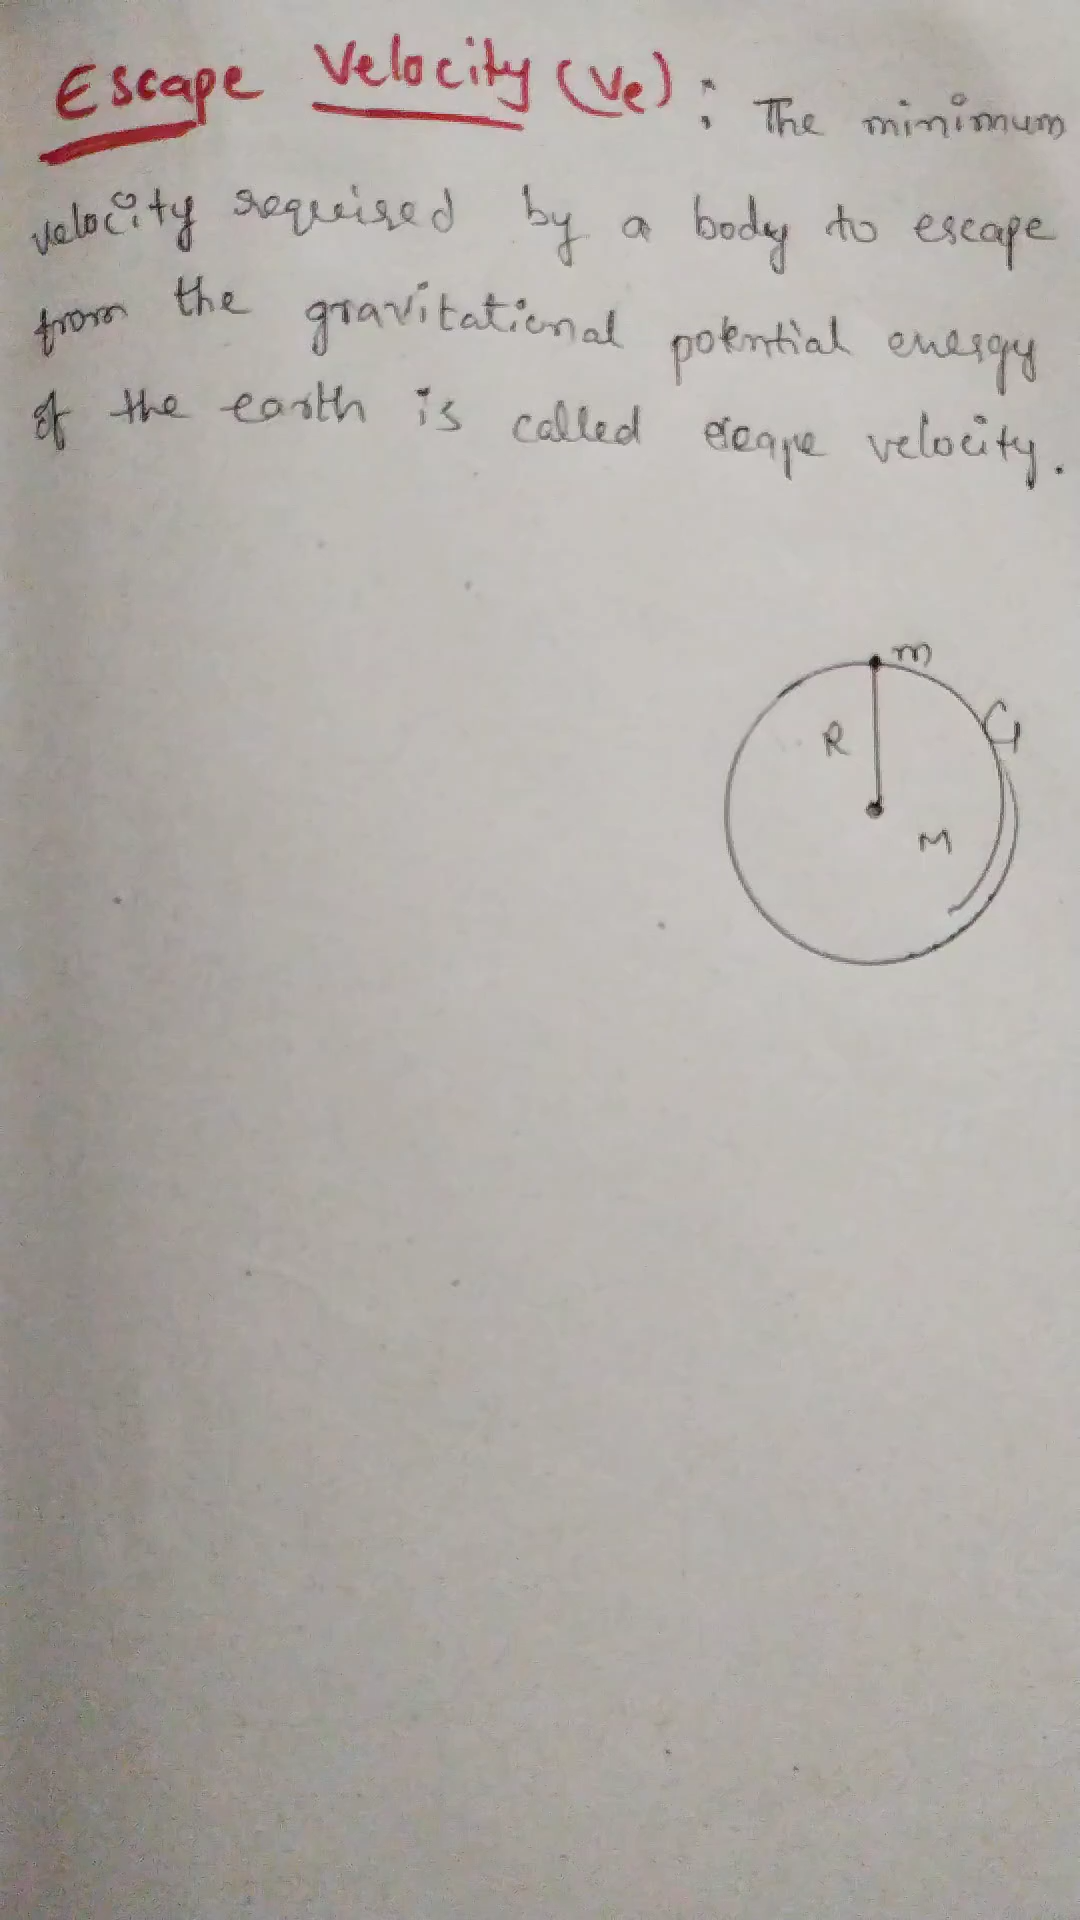 Escape Velocity (Ve) : The minimum
velocity required by a body to escape
from the gravitational potential energy
of the earth is called escape velocity.
m
G
R
M